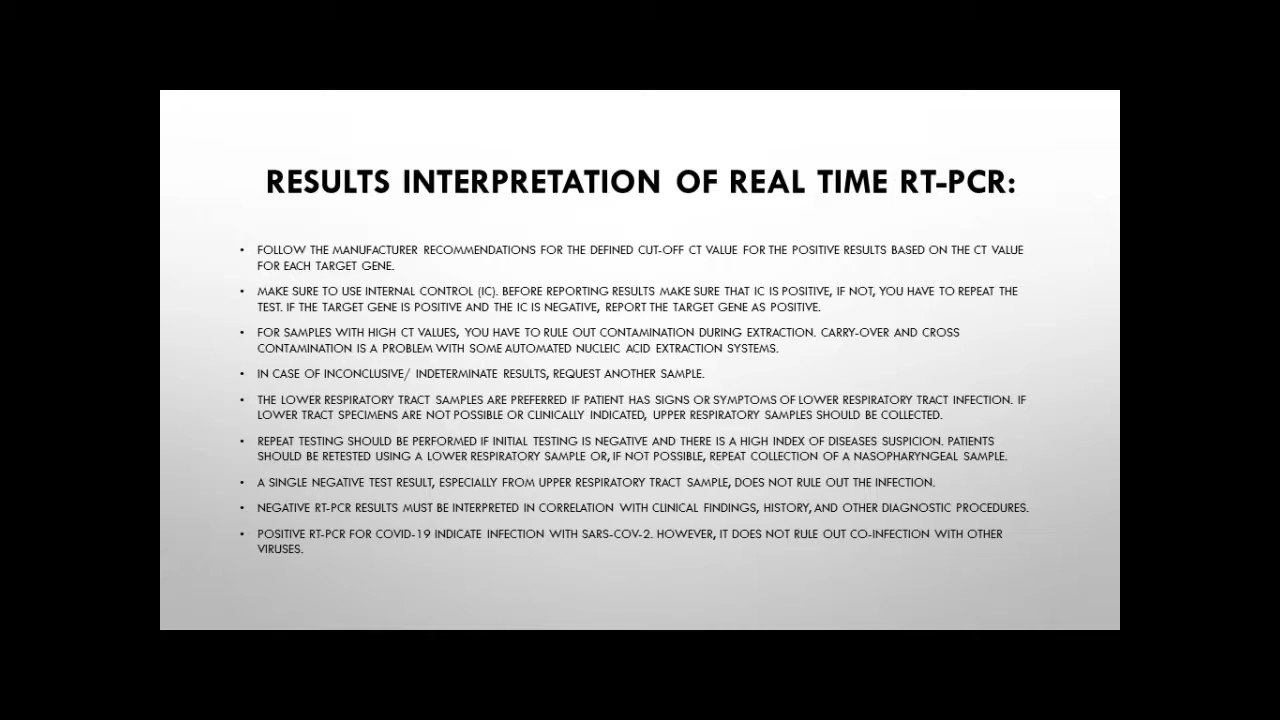 RESULTS INTERPRETATION OF REAL TIME RT-PCR:
• FOLLOW THE MANUFACTURER RECOMMENDATIONS FOR THE DEFINED CUT-OFF CT VALUE FOR THE POSITIVE RESULTS BASED ON THE CT VALUE
FOR EACH TARGET GENE.
• MAKE SURE TO USE INTERNAL CONTROL (IC). BEFORE REPORTING RESULTS MAKE SURE THAT IC IS POSITIVE, IF NOT, YOU HAVE TO REPEAT THE
TEST. IF THE TARGET GENE IS POSITIVE AND THE IC IS NEGATIVE, REPORT THE TARGET GENE AS POSITIVE.
• FOR SAMPLES WITH HIGH CT VALUES, YOU HAVE TO RULE OUT CONTAMINATION DURING EXTRACTION. CARRY-OVER AND CROSS
CONTAMINATION IS A PROBLEM WITH SOME AUTOMATED NUCLEIC ACID EXTRACTION SYSTEMS.
• IN CASE OF INCONCLUSIVE/ INDETERMINATE RESULTS, REQUEST ANOTHER SAMPLE.
• THE LOWER RESPIRATORY TRACT SAMPLES ARE PREFERRED IF PATIENT HAS SIGNS OR SYMPTOMS OF LOWER RESPIRATORY TRACT INFECTION. IF
LOWER TRACT SPECIMENS ARE NOT POSSIBLE OR CLINICALLY INDICATED, UPPER RESPIRATORY SAMPLES SHOULD BE COLLECTED.
• REPEAT TESTING SHOULD BE PERFORMED IF INITIAL TESTING IS NEGATIVE AND THERE IS A HIGH INDEX OF DISEASES SUSPICION. PATIENTS
SHOULD BE RETESTED USING A LOWER RESPIRATORY SAMPLE OR, IF NOT POSSIBLE, REPEAT COLLECTION OF A NASOPHARYNGEAL SAMPLE.
• A SINGLE NEGATIVE TEST RESULT, ESPECIALLY FROM UPPER RESPIRATORY TRACT SAMPLE, DOES NOT RULE OUT THE INFECTION.
• NEGATIVE RT-PCR RESULTS MUST BE INTERPRETED IN CORRELATION WITH CLINICAL FINDINGS, HISTORY, AND OTHER DIAGNOSTIC PROCEDURES.
• POSITIVE RT-PCR FOR COVID-19 INDICATE INFECTION WITH SARS-COV-2. HOWEVER, IT DOES NOT RULE OUT CO-INFECTION WITH OTHER
VIRUSES.